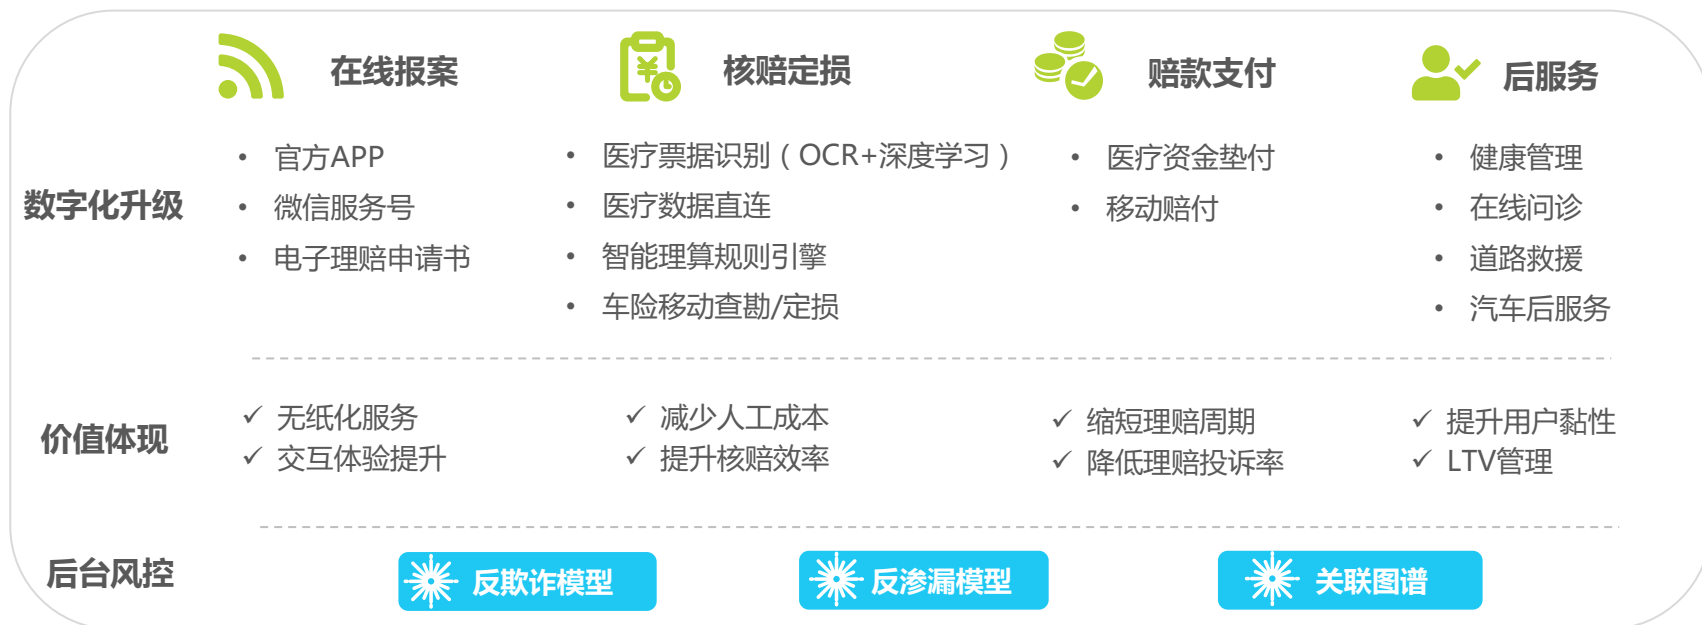 在线报案
核赔定损
赔款支付
后服务
数字化升级
• 官方APP
• 微信服务号
• 电子理赔申请书
• 医疗票据识别（OCR+深度学习）
• 医疗数据直连
• 智能理算规则引擎
• 车险移动查勘/定损
• 医疗资金垫付
• 移动赔付
• 健康管理
• 在线问诊
• 道路救援
• 汽车后服务
价值体现
✓ 无纸化服务
✓ 交互体验提升
✓ 减少人工成本
✓ 提升核赔效率
✓ 缩短理赔周期
✓ 降低理赔投诉率
✓ 提升用户黏性
✓ LTV管理
后台风控
反欺诈模型
反渗漏模型
关联图谱